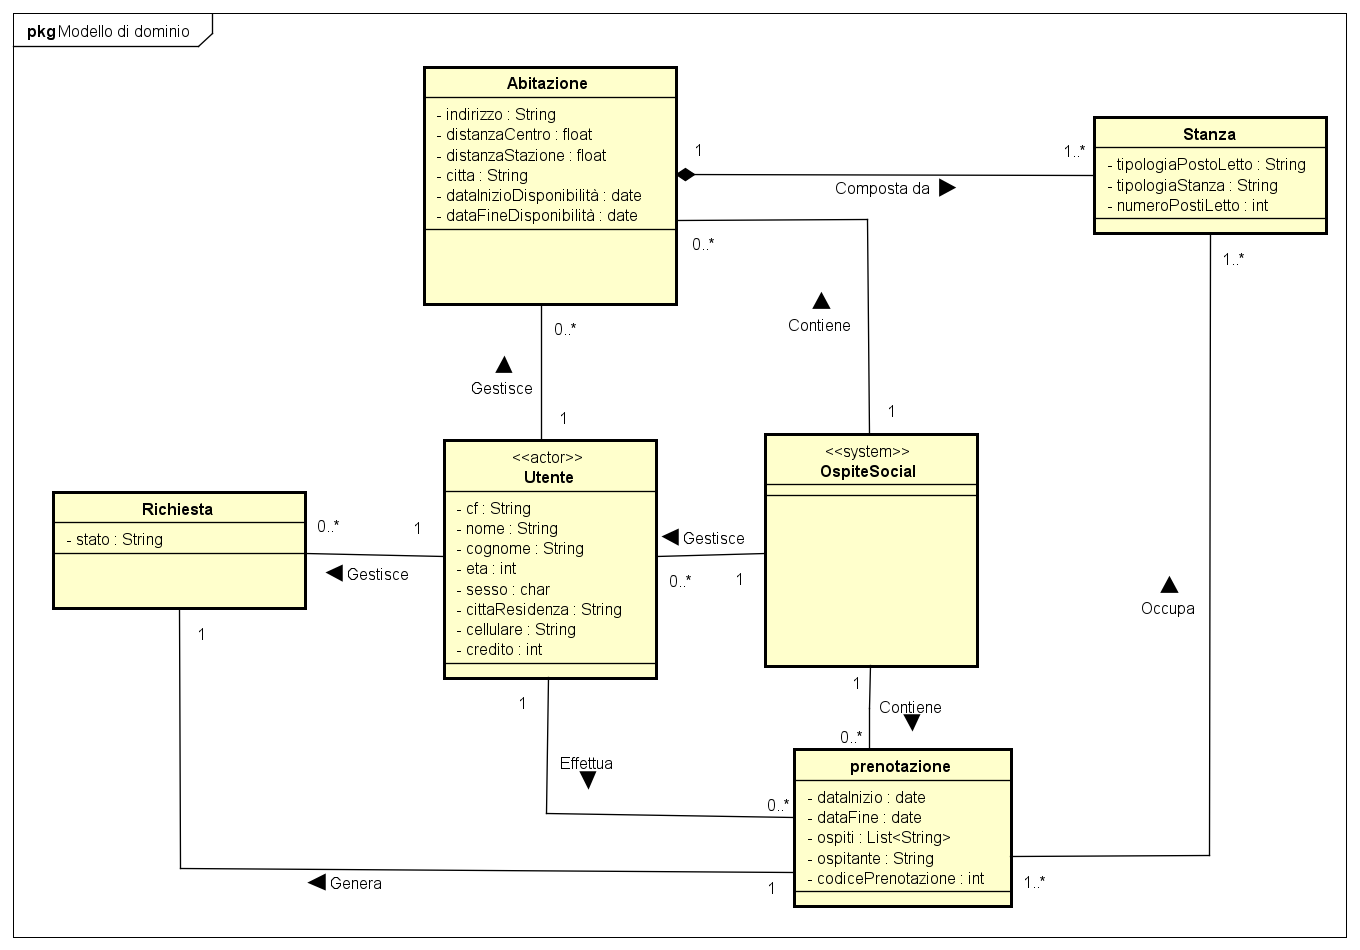 pkg Modello di dominio
Abitazione
- indirizzo : String
- distanzaCentro : float
- distanzaStazione : float
- citta : String
- dataInizioDisponibilità : date
- dataFineDisponibilità : date
1
1..*
Composta da
Stanza
- tipologiaPostoLetto : String
- tipologiaStanza : String
- numeroPostiLetto : int
0..*
1..*
Contiene
0..*
Gestisce
1
1
<<actor>>
Utente
- cf : String
- nome : String
- cognome : String
- eta : int
- sesso : char
- cittaResidenza : String
- cellulare : String
- credito : int
<<system>>
OspiteSocial
Richiesta
- stato : String
0..*
1
Gestisce
Gestisce
0..*
1
Occupa
1
1
1
Contiene
0..*
Effettua
0..*
prenotazione
- dataInizio : date
- dataFine : date
- ospiti : List<String>
- ospitante : String
- codicePrenotazione : int
Genera
1
1..*